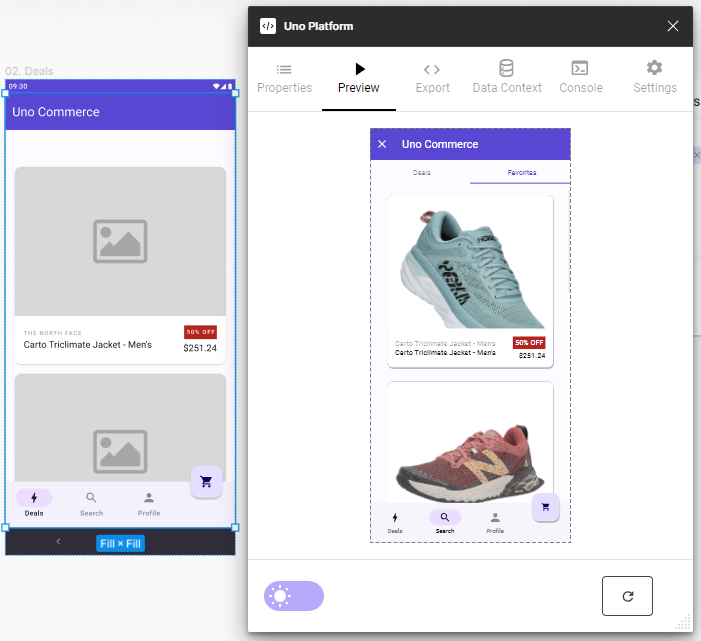 02. Deals
09:30
Uno Commerce
THE NORTH FACE
50% OFF
Carto Triclimate Jacket - Men's
$251.24
Deals
Search
Profile
Fill × Fill
Uno Platform
Properties
Preview
Export
Data Context
Console
Settings
Uno Commerce
Deals
Favorites
HOKA
Carto Triclimate Jacket - Men's
50% OFF
Carto Triclimate Jacket - Men's
$251.24
Deals
Search
Profile
s